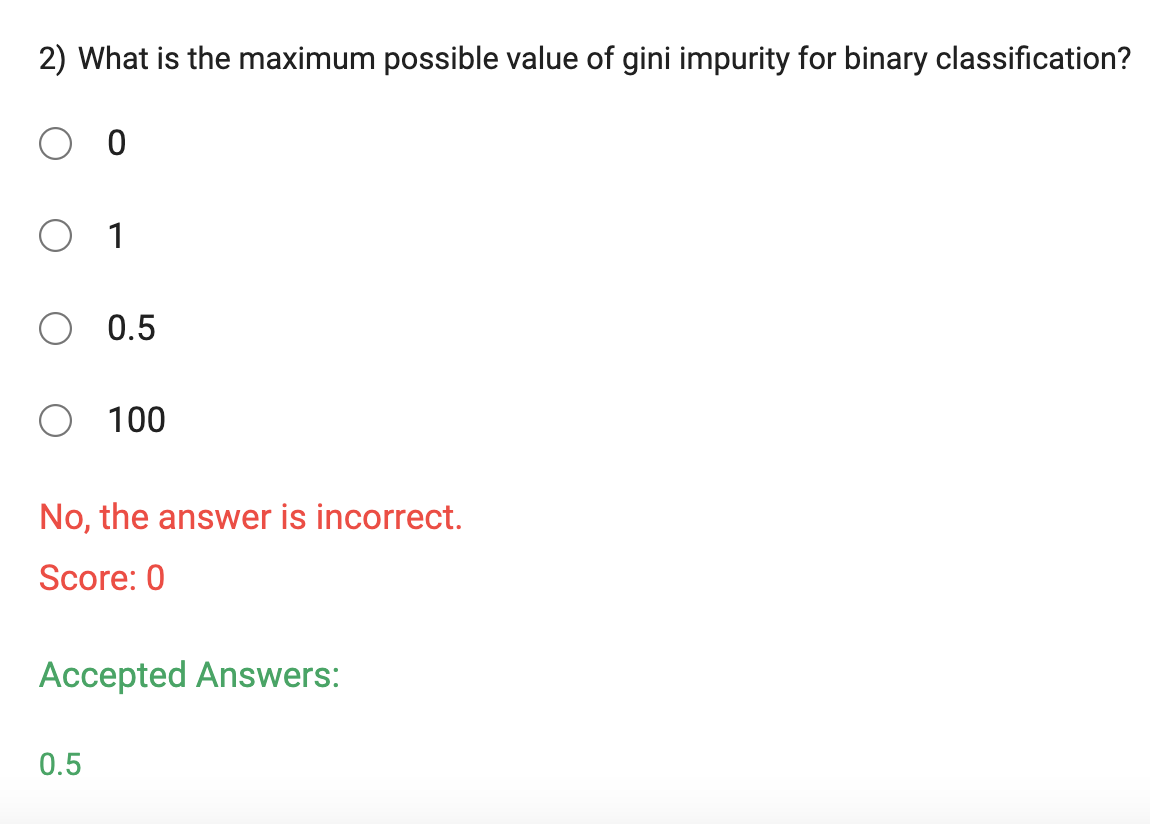 2) What is the maximum possible value of gini impurity for binary classification?
0
1
0.5
100
No, the answer is incorrect.
Score: 0
Accepted Answers:
0.5